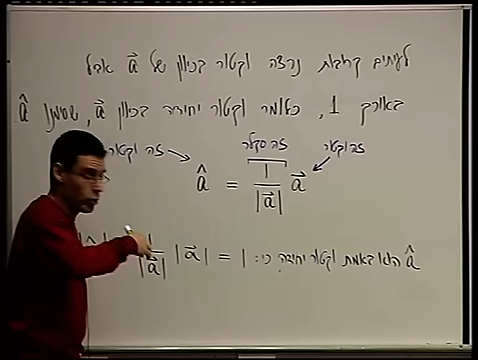 לעיתים קרובות נרצה וקטור בכיוון של a⃗ אבל
באורך 1, כלומר וקטור יחידה בכיוון a⃗, שסימנו â
זה וקטור זה סקלר זה וקטור
â = 1/|a⃗| a⃗
â הוא באמת וקטור יחידה כי: 1/|a⃗| |a⃗| = 1